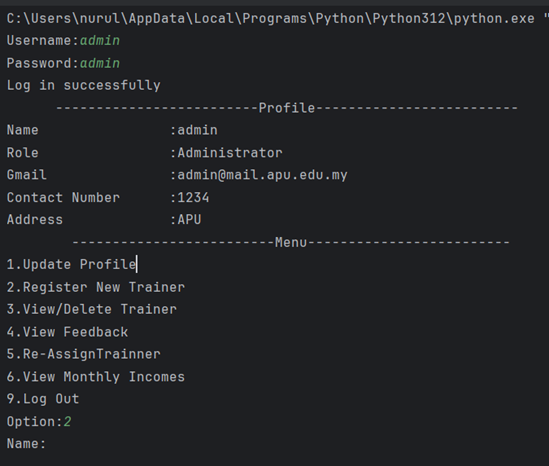 C:\Users\nurul\AppData\Local\Programs\Python\Python312\python.exe "
Username:admin
Password:admin
Log in successfully
-------------------------Profile-------------------------
Name :admin
Role :Administrator
Gmail :admin@mail.apu.edu.my
Contact Number :1234
Address :APU
-------------------------Menu-------------------------
1.Update Profile
2.Register New Trainer
3.View/Delete Trainer
4.View Feedback
5.Re-AssignTrainner
6.View Monthly Incomes
9.Log Out
Option:2
Name: